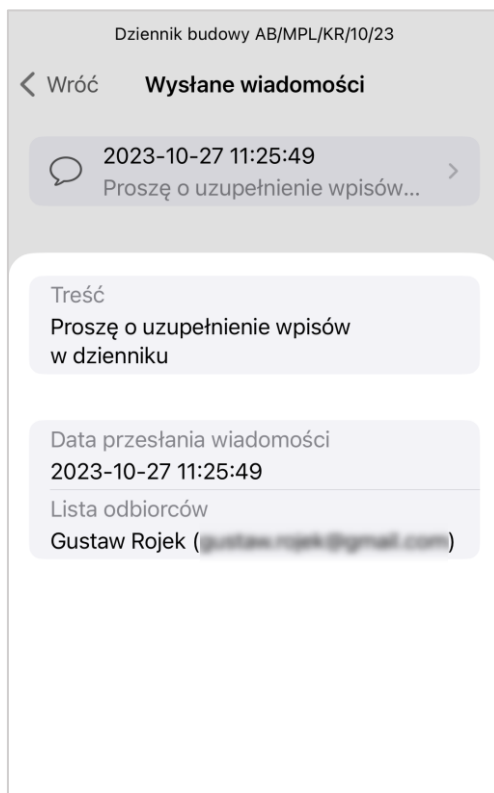 Dziennik budowy AB/MPL/KR/10/23
Wróć Wysłane wiadomości
2023-10-27 11:25:49
Proszę o uzupełnienie wpisów...
Treść
Proszę o uzupełnienie wpisów
w dzienniku
Data przesłania wiadomości
2023-10-27 11:25:49
Lista odbiorców
Gustaw Rojek ( )